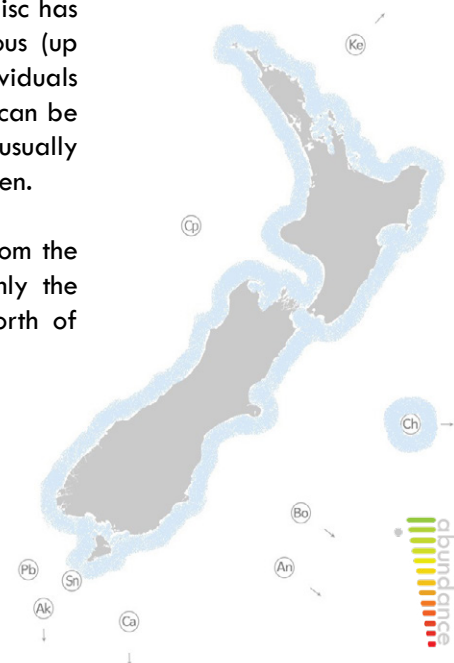 isc has
ous (up
viduals
can be
usually
en.
om the
nly the
orth of
Ke
Cp
Ch
Bo
An
Pb
Sn
Ak
Ca
abundance